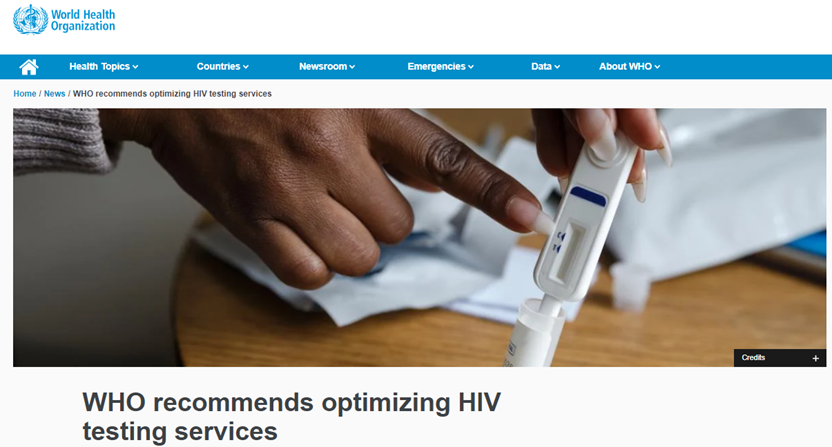 World Health
Organization
Health Topics
Countries
Newsroom
Emergencies
Data
About WHO
Home / News / WHO recommends optimizing HIV testing services
C
T
Credits +
WHO recommends optimizing HIV
testing services